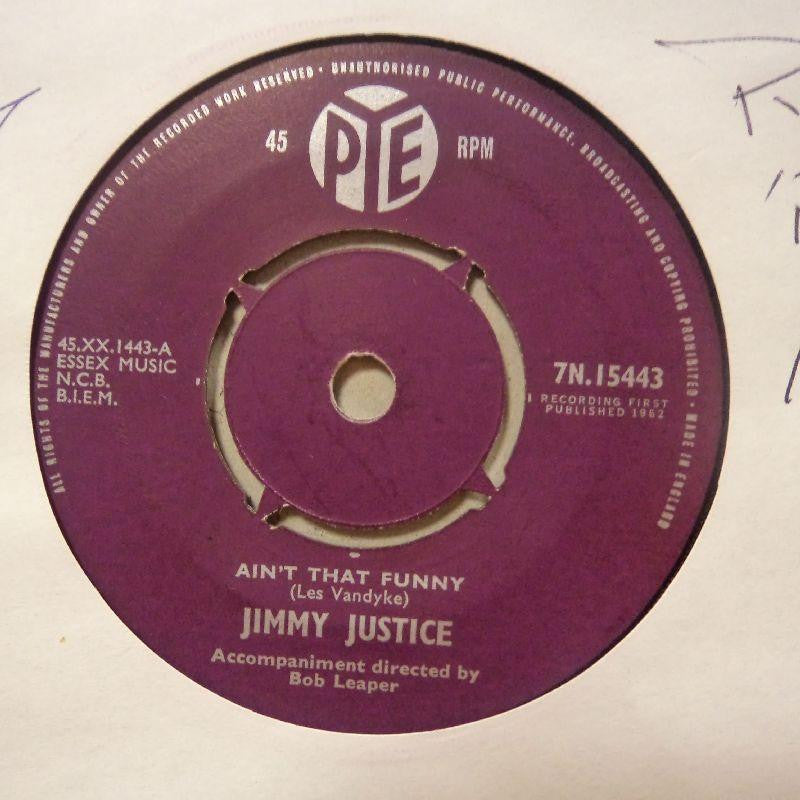 ALL RIGHTS OF THE MANUFACTURERS AND OWNER OF THE RECORDED WORK RESERVED · UNAUTHORISED PUBLIC PERFORMANCE, BROADCASTING AND COPYING PROHIBITED · MADE IN ENGLAND
45 PYE RPM
45.XX.1443-A
ESSEX MUSIC
N.C.B.
B.I.E.M.
7N.15443
RECORDING FIRST
PUBLISHED 1962
AIN'T THAT FUNNY
(Les Vandyke)
JIMMY JUSTICE
Accompaniment directed by
Bob Leaper